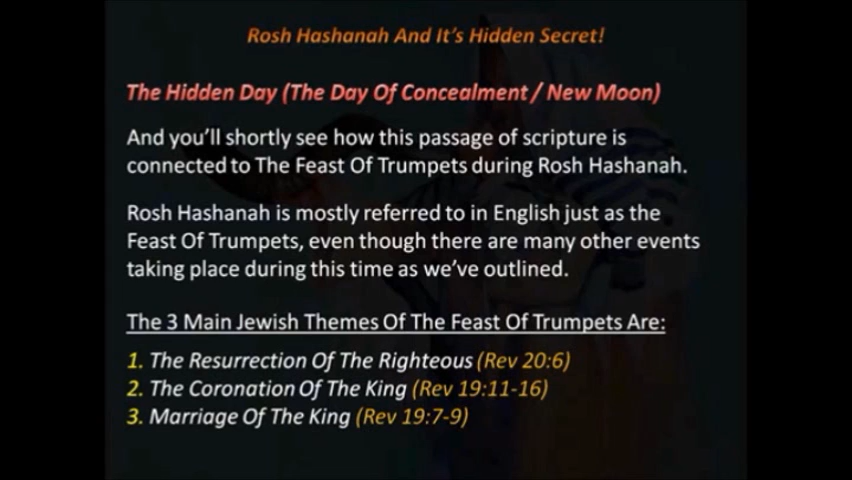 Rosh Hashanah And It's Hidden Secret!
The Hidden Day (The Day Of Concealment / New Moon)
And you'll shortly see how this passage of scripture is
connected to The Feast Of Trumpets during Rosh Hashanah.
Rosh Hashanah is mostly referred to in English just as the
Feast Of Trumpets, even though there are many other events
taking place during this time as we've outlined.
The 3 Main Jewish Themes Of The Feast Of Trumpets Are:
1. The Resurrection Of The Righteous (Rev 20:6)
2. The Coronation Of The King (Rev 19:11-16)
3. Marriage Of The King (Rev 19:7-9)